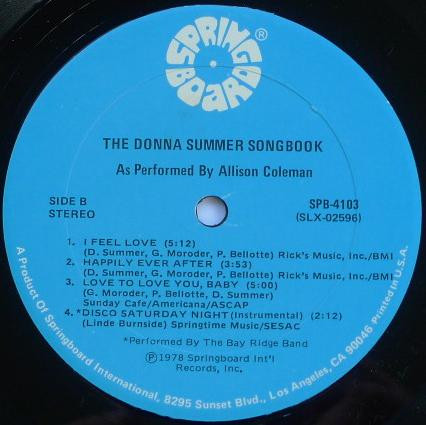 SPRING
BOARD®
THE DONNA SUMMER SONGBOOK
As Performed By Allison Coleman
SIDE B
STEREO
SPB-4103
(SLX-02596)
1. I FEEL LOVE (5:12)
(D. Summer, G. Moroder, P. Bellotte) Rick's Music, Inc./BMI
2. HAPPILY EVER AFTER (3:53)
(D. Summer, G. Moroder, P. Bellotte) Rick's Music, Inc./BMI
3. LOVE TO LOVE YOU, BABY (5:00)
(G. Moroder, P. Bellotte, D. Summer)
Sunday Cafe/Americana/ASCAP
4. *DISCO SATURDAY NIGHT (Instrumental) (2:12)
(Linde Burnside) Springtime Music/SESAC
*Performed By The Bay Ridge Band
Ⓟ1978 Springboard Int'l
Records, Inc.
A Product Of Springboard International, 8295 Sunset Blvd., Los Angeles, CA 90046 Printed in U.S.A.